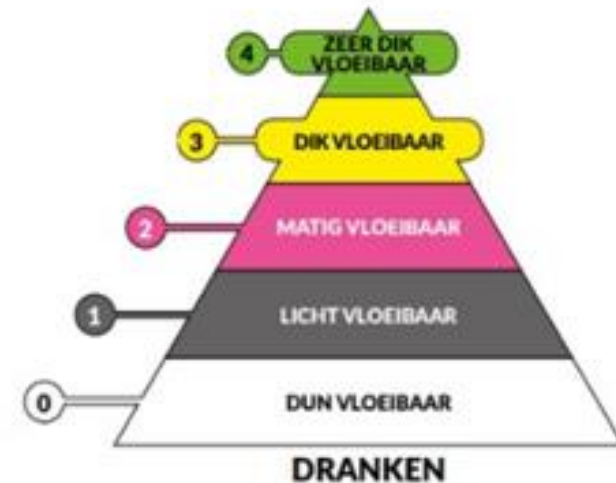 4 ZEER DIK
VLOEIBAAR
3 DIK VLOEIBAAR
2 MATIG VLOEIBAAR
1 LICHT VLOEIBAAR
0 DUN VLOEIBAAR
DRANKEN